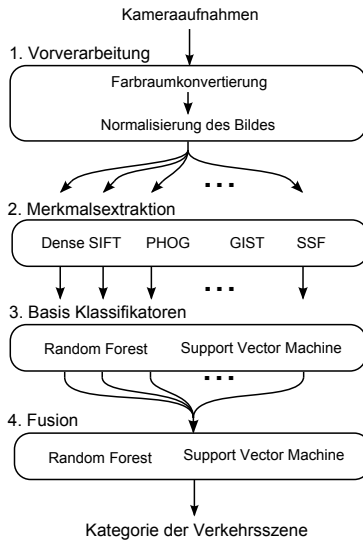 Kameraaufnahmen
1. Vorverarbeitung
Farbraumkonvertierung
Normalisierung des Bildes
...
2. Merkmalsextraktion
Dense SIFT PHOG GIST SSF
...
3. Basis Klassifikatoren
Random Forest Support Vector Machine
...
4. Fusion
Random Forest Support Vector Machine
Kategorie der Verkehrsszene